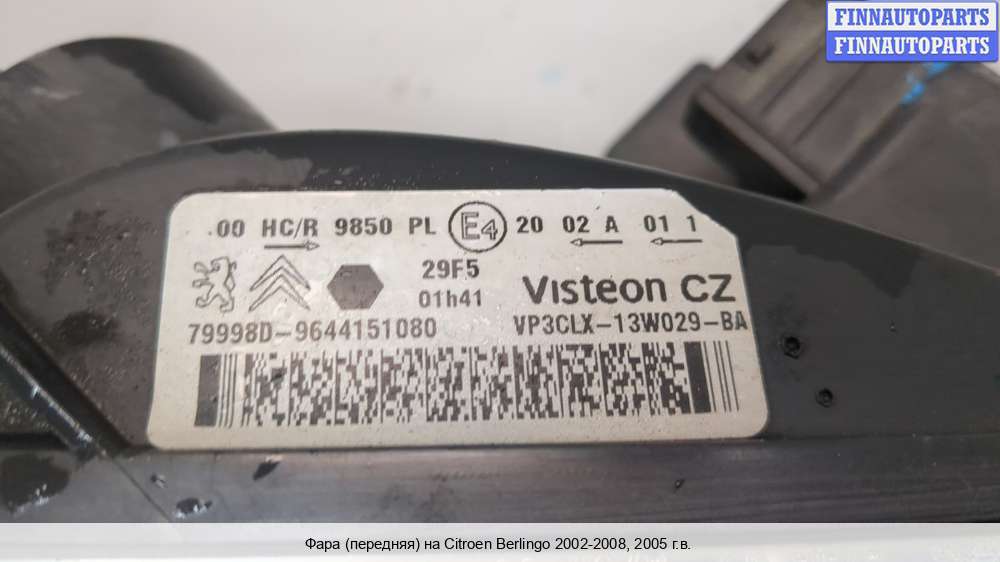 FINNAUTOPARTS
FINNAUTOPARTS
.00 HC/R 9850 PL E4 20 02 A 01 1
29F5
01h41
Visteon CZ
79998D-9644151080
VP3CLX-13W029-BA
Фара (передняя) на Citroen Berlingo 2002-2008, 2005 г.в.